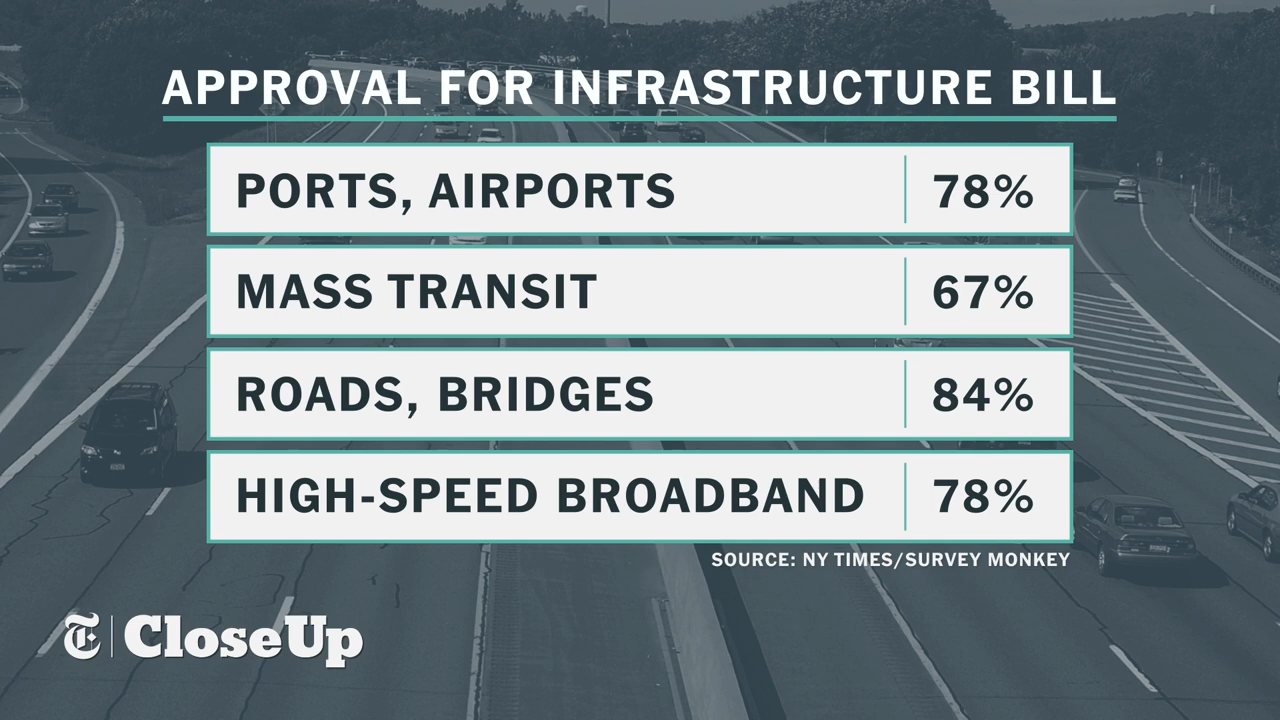 APPROVAL FOR INFRASTRUCTURE BILL
PORTS, AIRPORTS 78%
MASS TRANSIT 67%
ROADS, BRIDGES 84%
HIGH-SPEED BROADBAND 78%
SOURCE: NY TIMES/SURVEY MONKEY
T | CloseUp